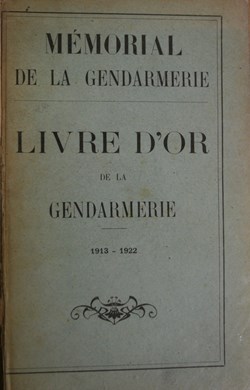 MÉMORIAL
DE LA GENDARMERIE
LIVRE D'OR
DE LA
GENDARMERIE
1913 - 1922